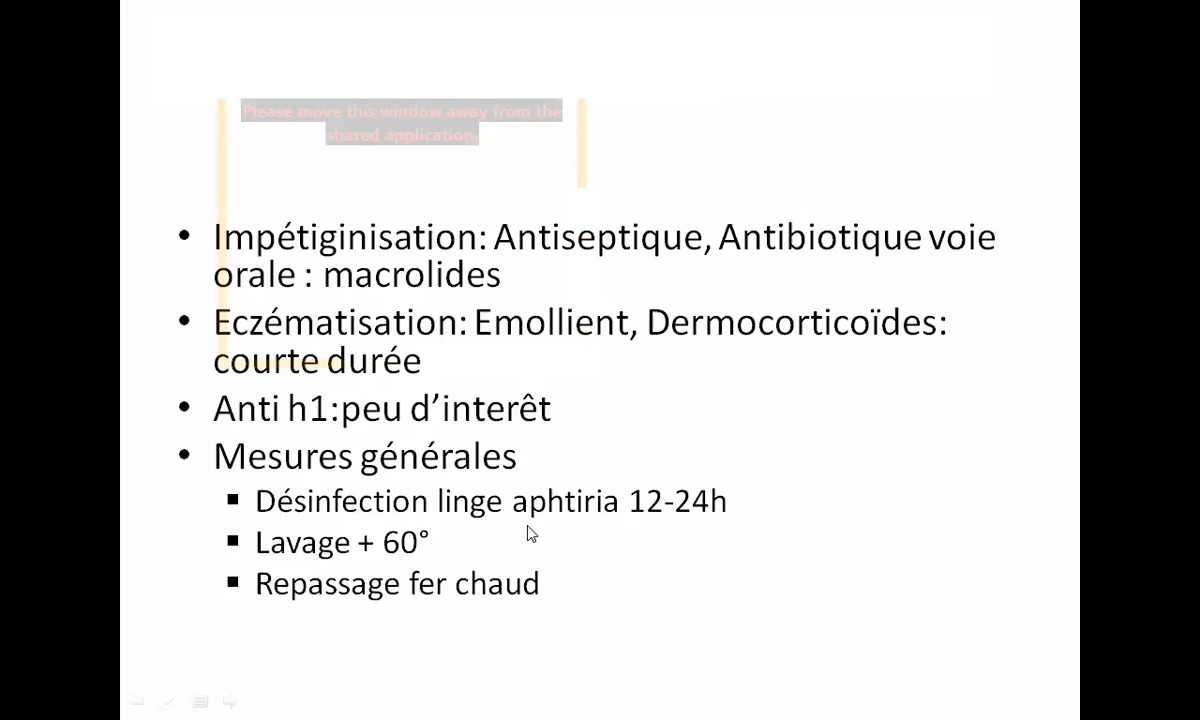 Please move this window away from the
shared application.
• Impétiginisation: Antiseptique, Antibiotique voie
orale : macrolides
• Eczématisation: Emollient, Dermocorticoïdes:
courte durée
• Anti h1:peu d’interêt
• Mesures générales
▪ Désinfection linge aphtiria 12-24h
▪ Lavage + 60°
▪ Repassage fer chaud